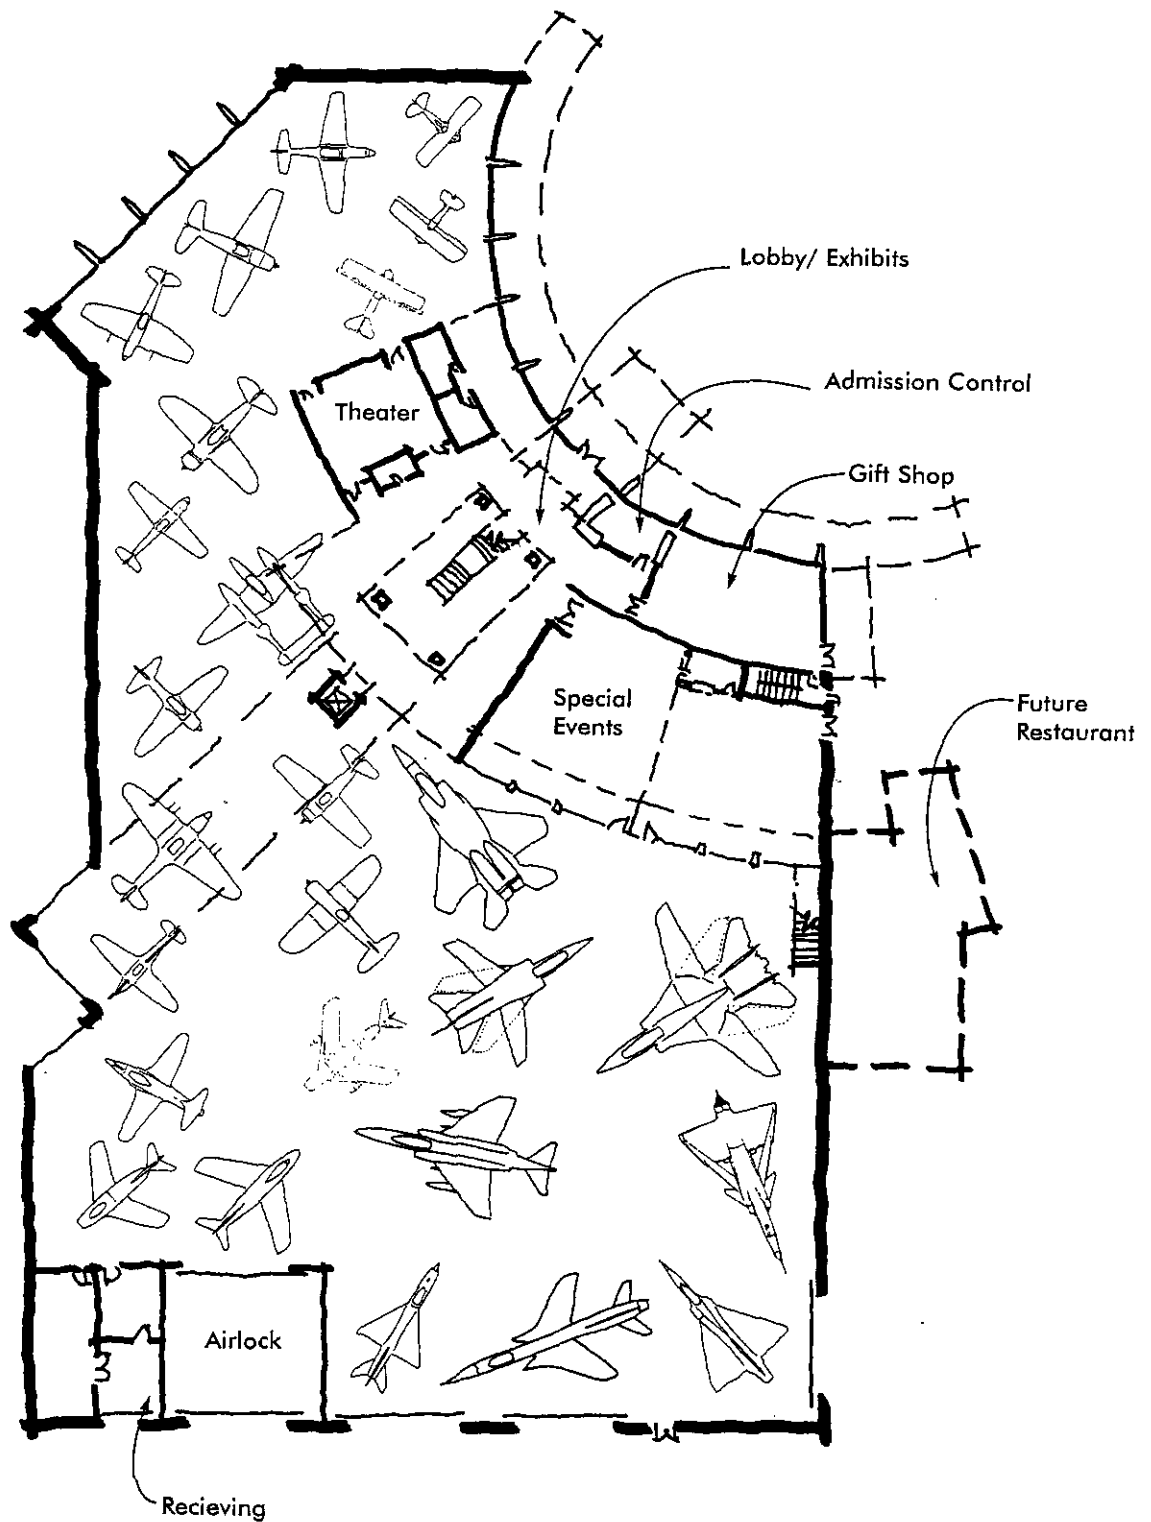 Lobby/ Exhibits
Admission Control
Theater
Gift Shop
Special
Events
Future
Restaurant
Airlock
Recieving